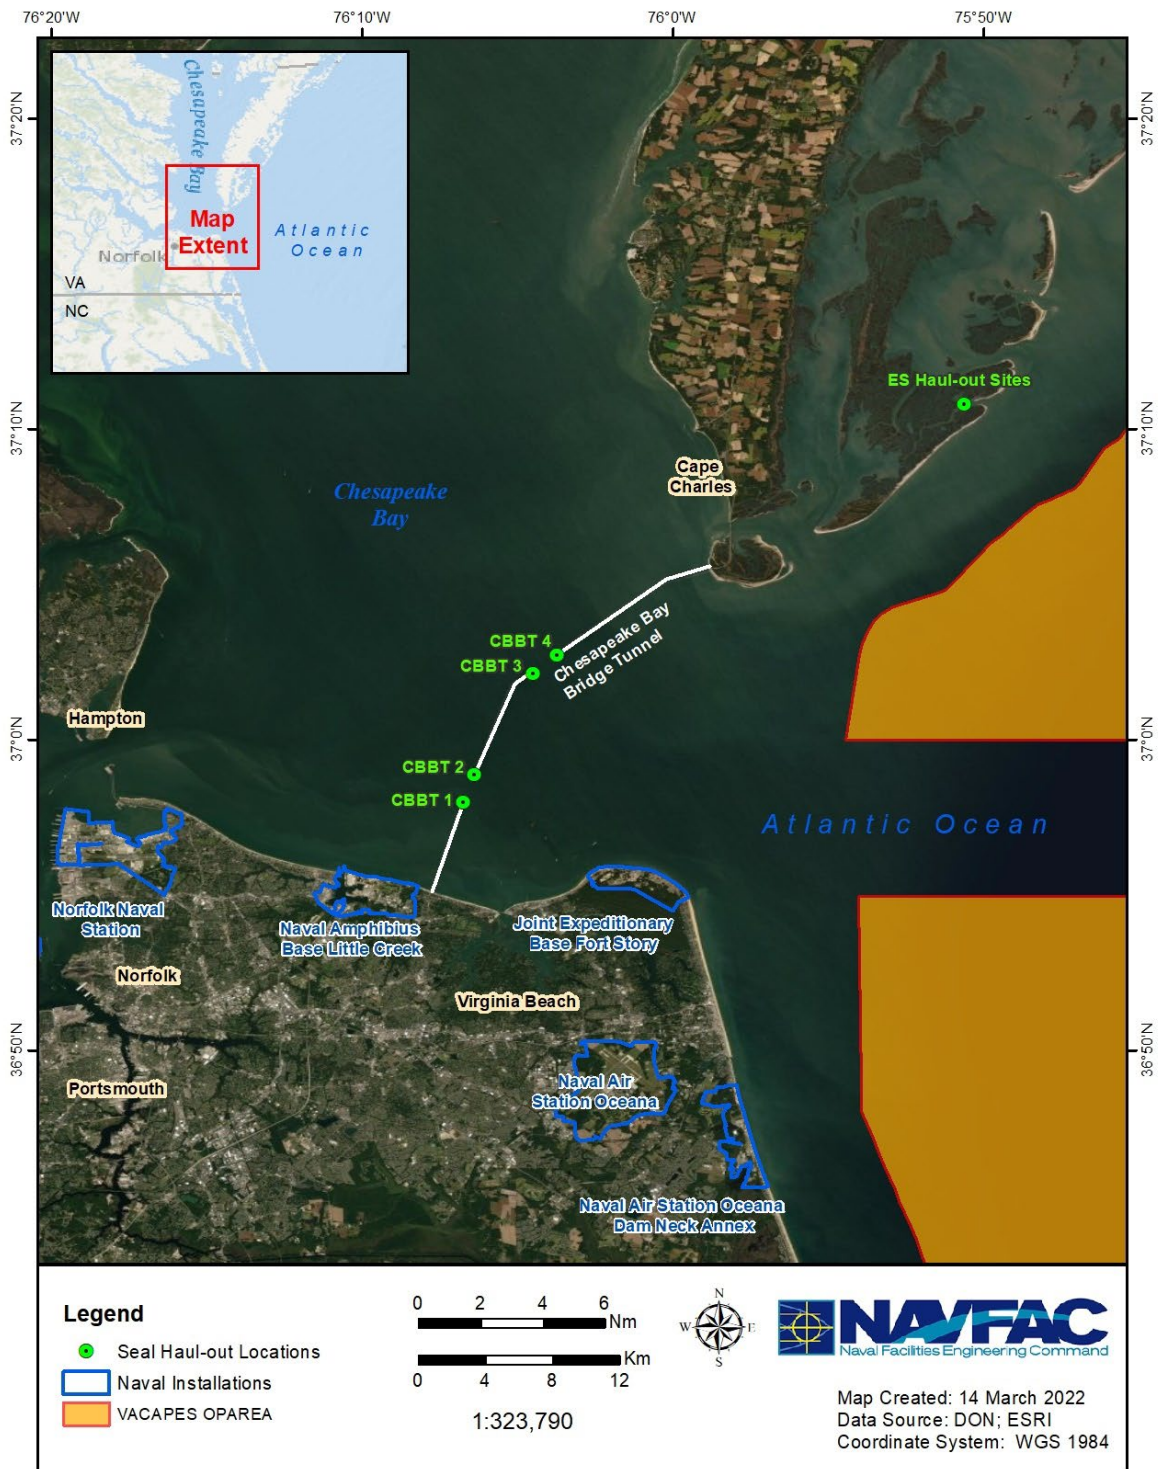 76°20'W
76°10'W
76°0'W
75°50'W
37°20'N
37°20'N
Chesapeake Bay
Map
Extent
Atlantic
Ocean
Norfolk
VA
NC
ES Haul-out Sites
37°10'N
37°10'N
Cape
Charles
Chesapeake
Bay
CBBT 4
CBBT 3
Chesapeake Bay
Bridge Tunnel
Hampton
37°0'N
37°0'N
CBBT 2
CBBT 1
Atlantic Ocean
Norfolk Naval
Station
Naval Amphibius
Base Little Creek
Joint Expeditionary
Base Fort Story
Norfolk
Virginia Beach
36°50'N
36°50'N
Portsmouth
Naval Air
Station Oceana
Naval Air Station Oceana
Dam Neck Annex
Legend
Seal Haul-out Locations
Naval Installations
VACAPES OPAREA
0 2 4 6
Nm
Km
0 4 8 12
1:323,790
N
W E
S
NAVFAC
Naval Facilities Engineering Command
Map Created: 14 March 2022
Data Source: DON; ESRI
Coordinate System: WGS 1984